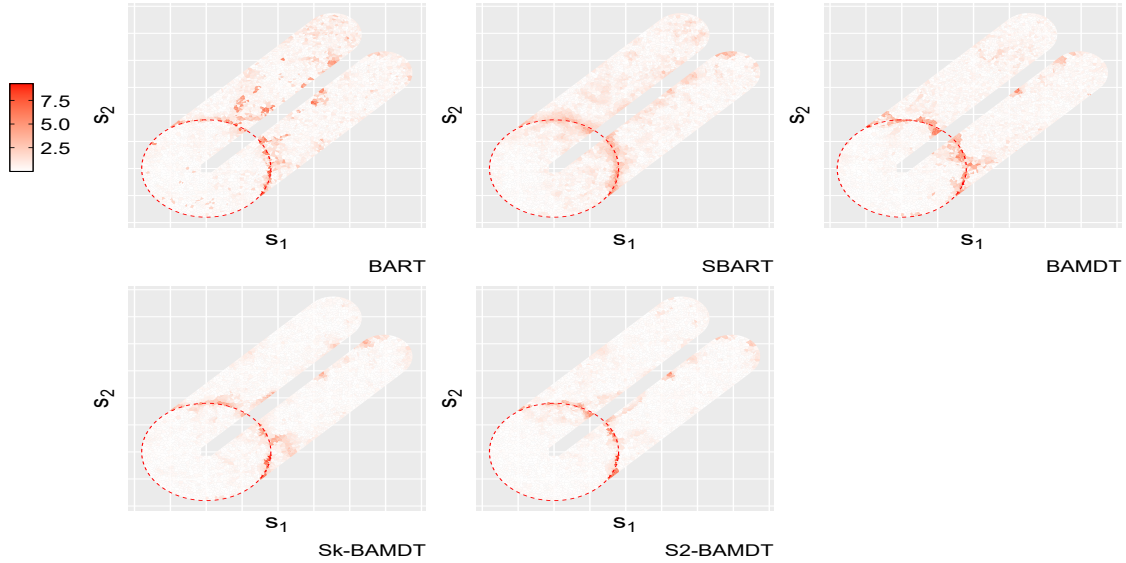 7.5
5.0
2.5
s₂
s₂
s₂
s₁
s₁
s₁
BART
SBART
BAMDT
s₂
s₂
s₁
s₁
Sk-BAMDT
S2-BAMDT